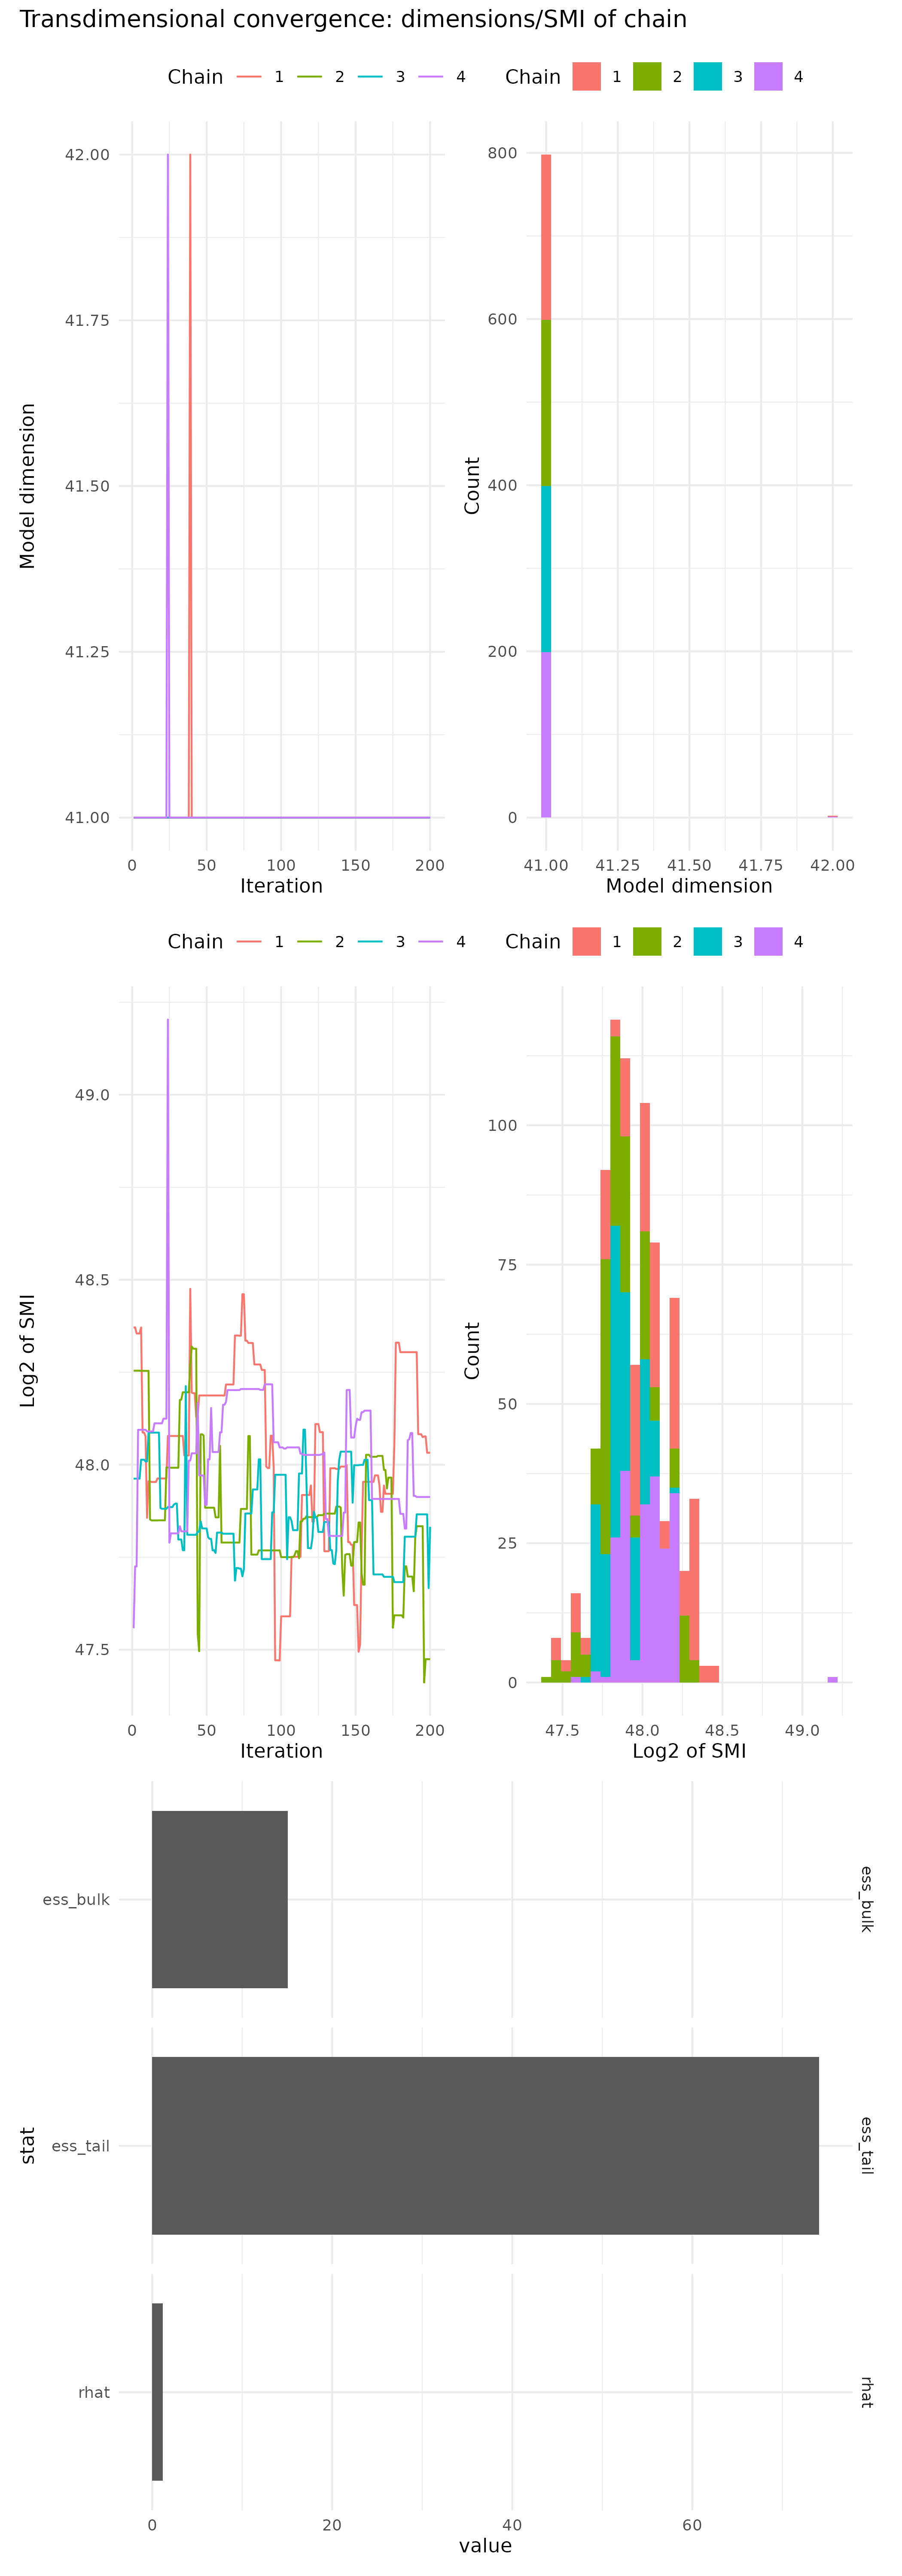 Transdimensional convergence: dimensions/SMI of chain
Chain 1 2 3 4
Chain 1 2 3 4
Model dimension
42.00
41.75
41.50
41.25
41.00
0 50 100 150 200
Iteration
Count
800
600
400
200
0
41.00 41.25 41.50 41.75 42.00
Model dimension
Chain 1 2 3 4
Chain 1 2 3 4
Log2 of SMI
49.0
48.5
48.0
47.5
0 50 100 150 200
Iteration
Count
100
75
50
25
0
47.5 48.0 48.5 49.0
Log2 of SMI
stat
ess_bulk
ess_bulk
ess_tail
ess_tail
rhat
rhat
0 20 40 60
value